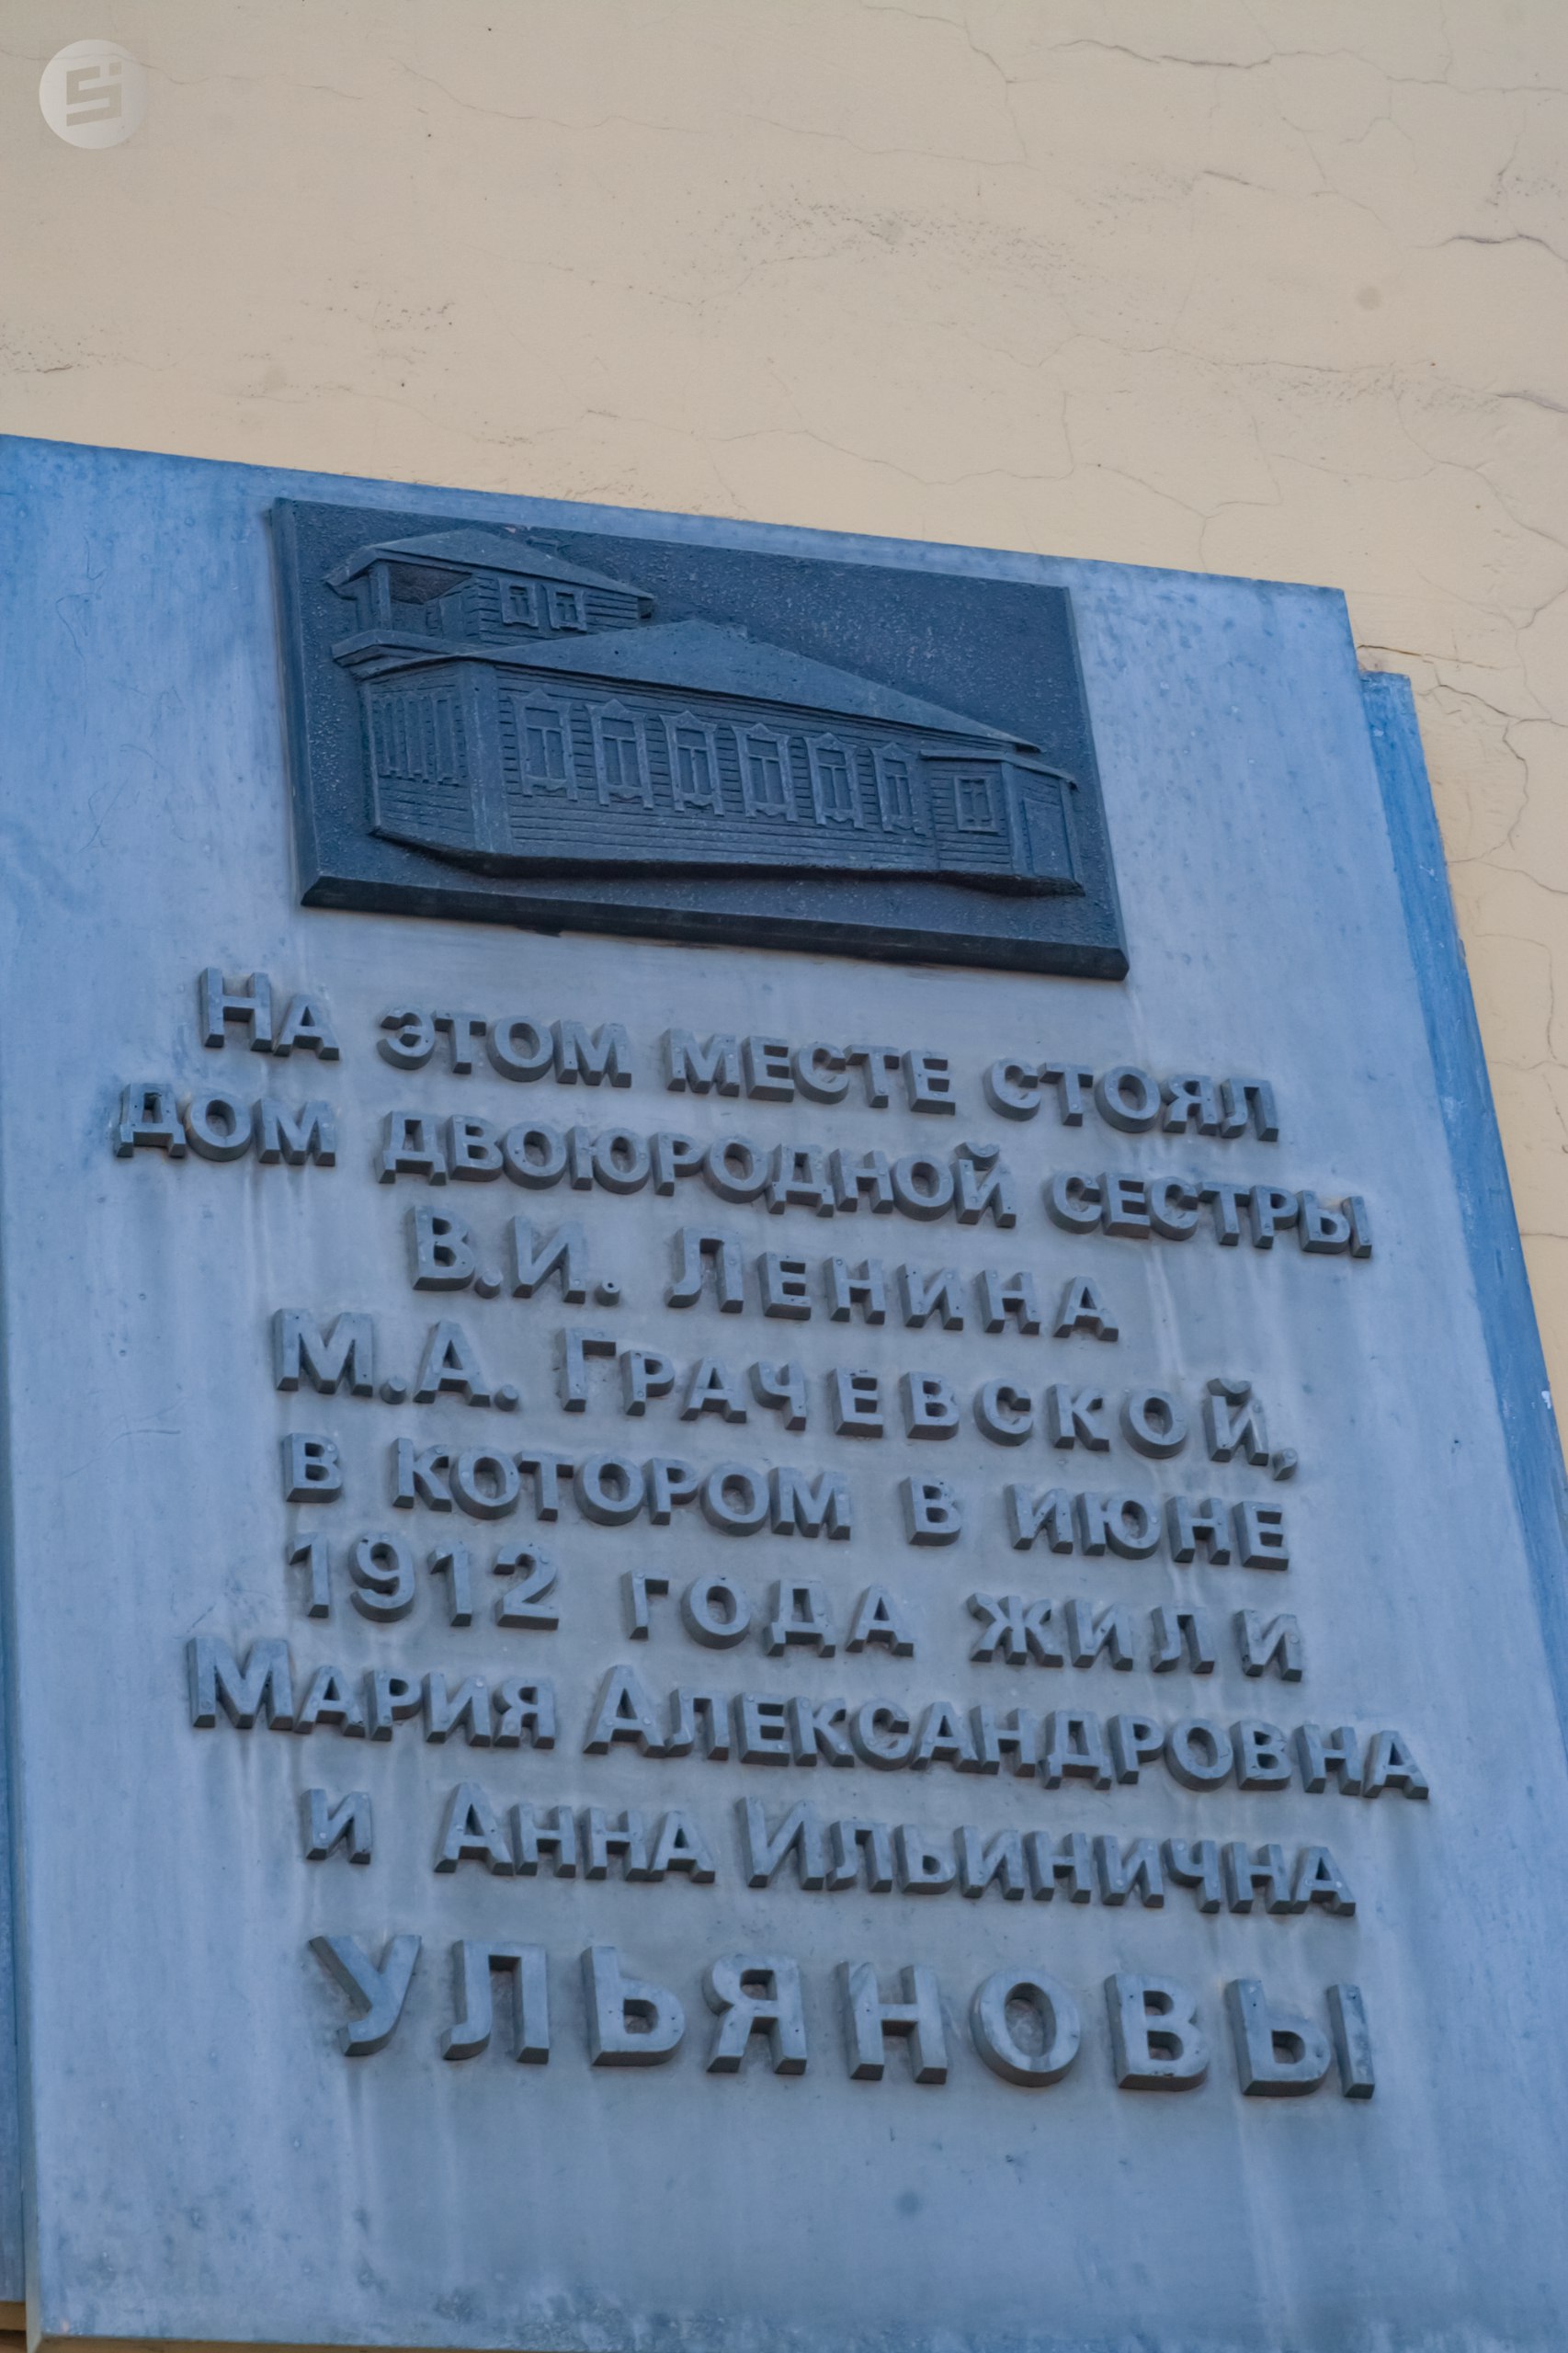 На этом месте стоял
дом двоюродной сестры
В.И. Ленина
М.А. Грачевской,
в котором в июне
1912 года жили
Мария Александровна
и Анна Ильинична
УЛЬЯНОВЫ